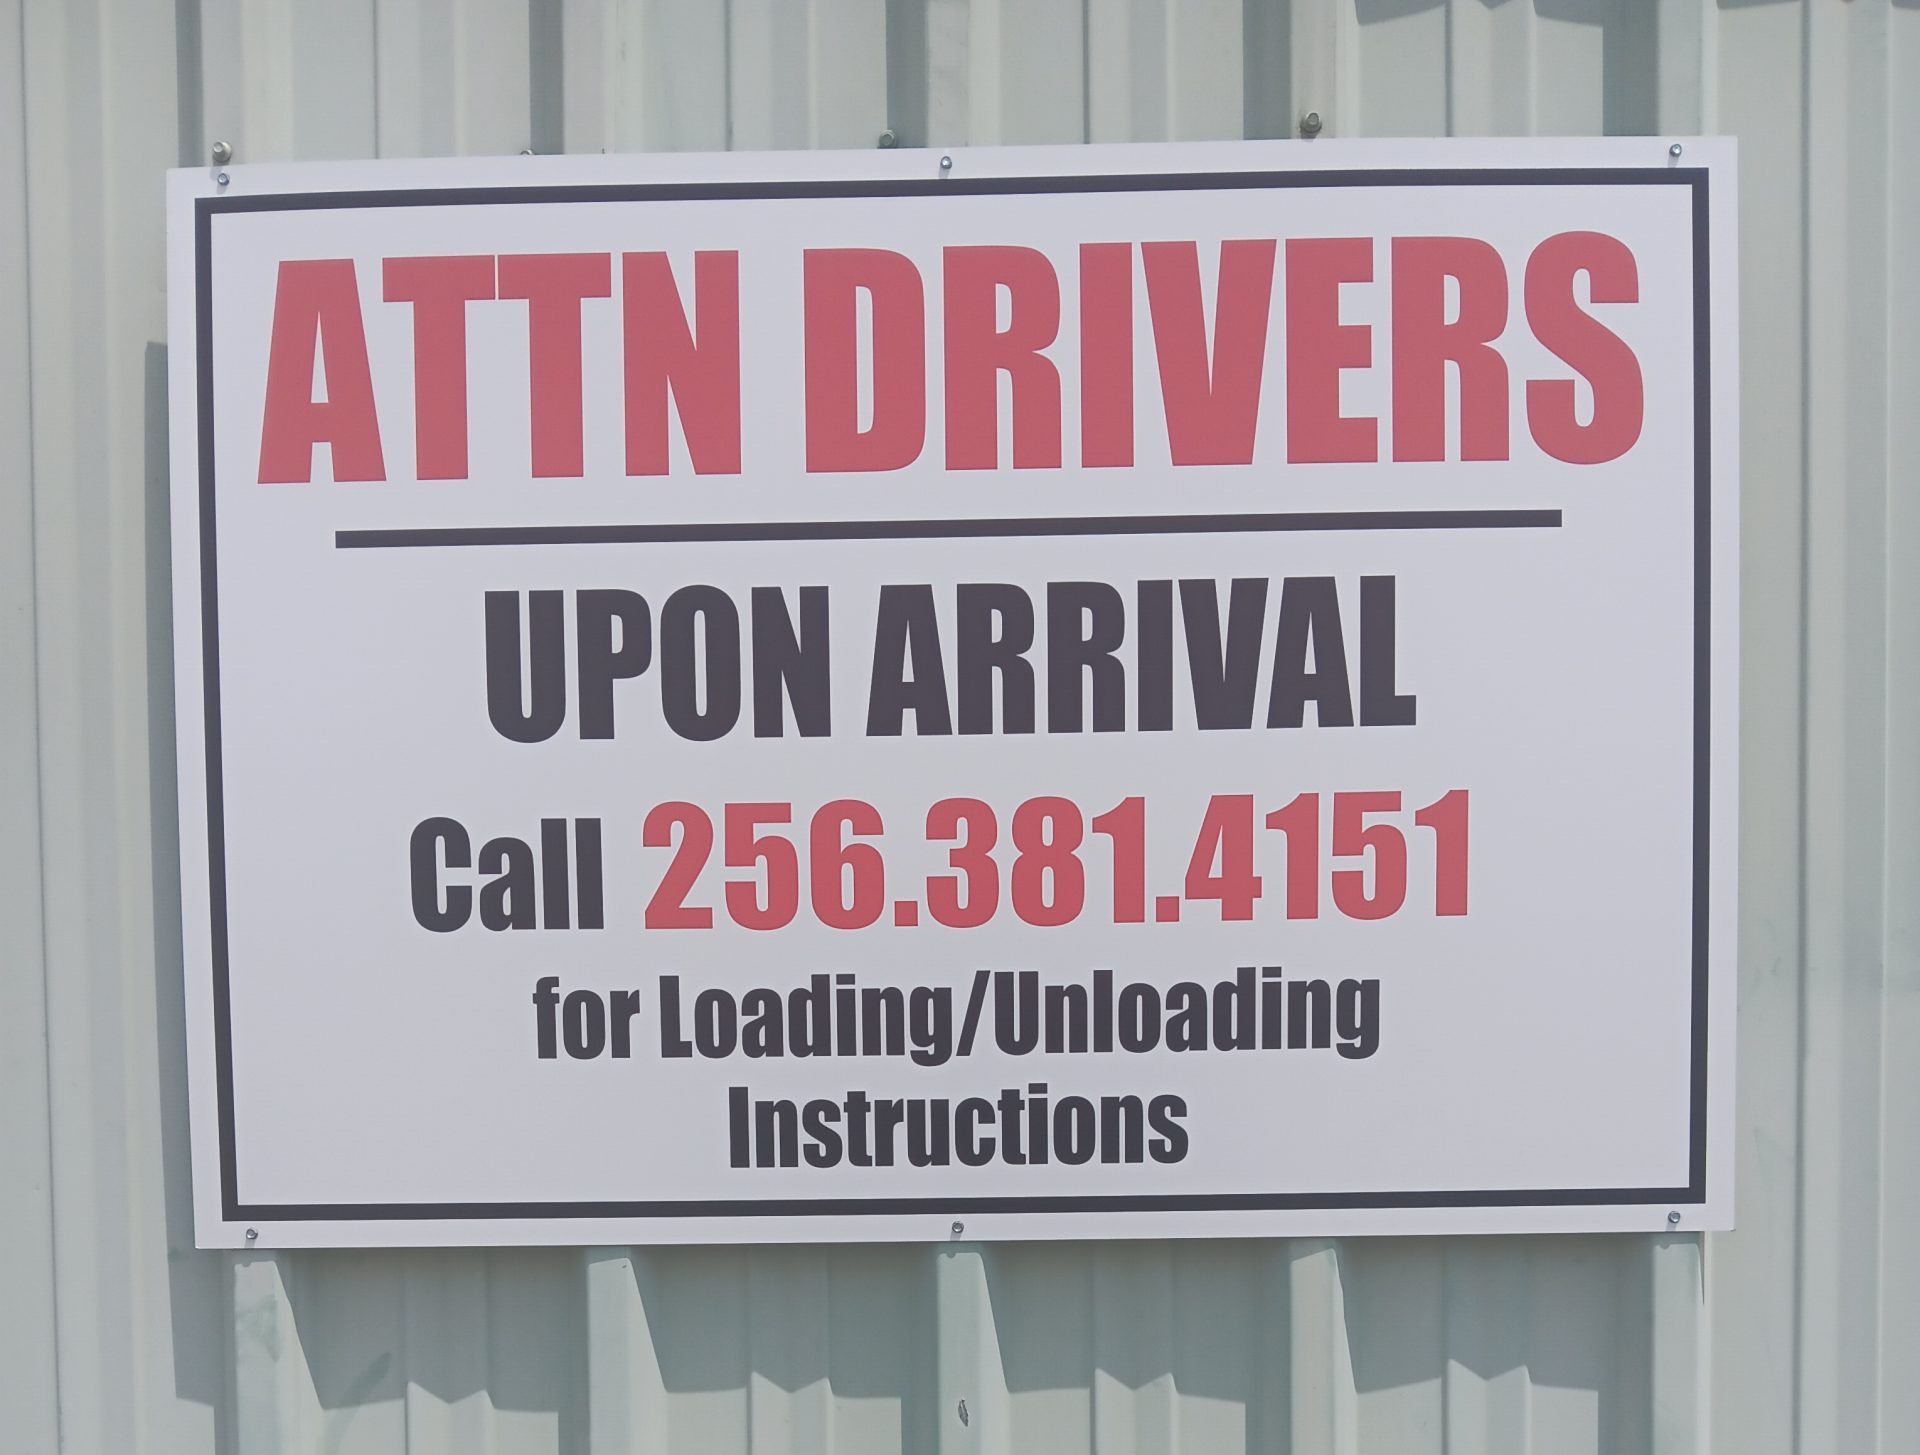 ATTN DRIVERS
UPON ARRIVAL
Call 256.381.4151
for Loading/Unloading
Instructions